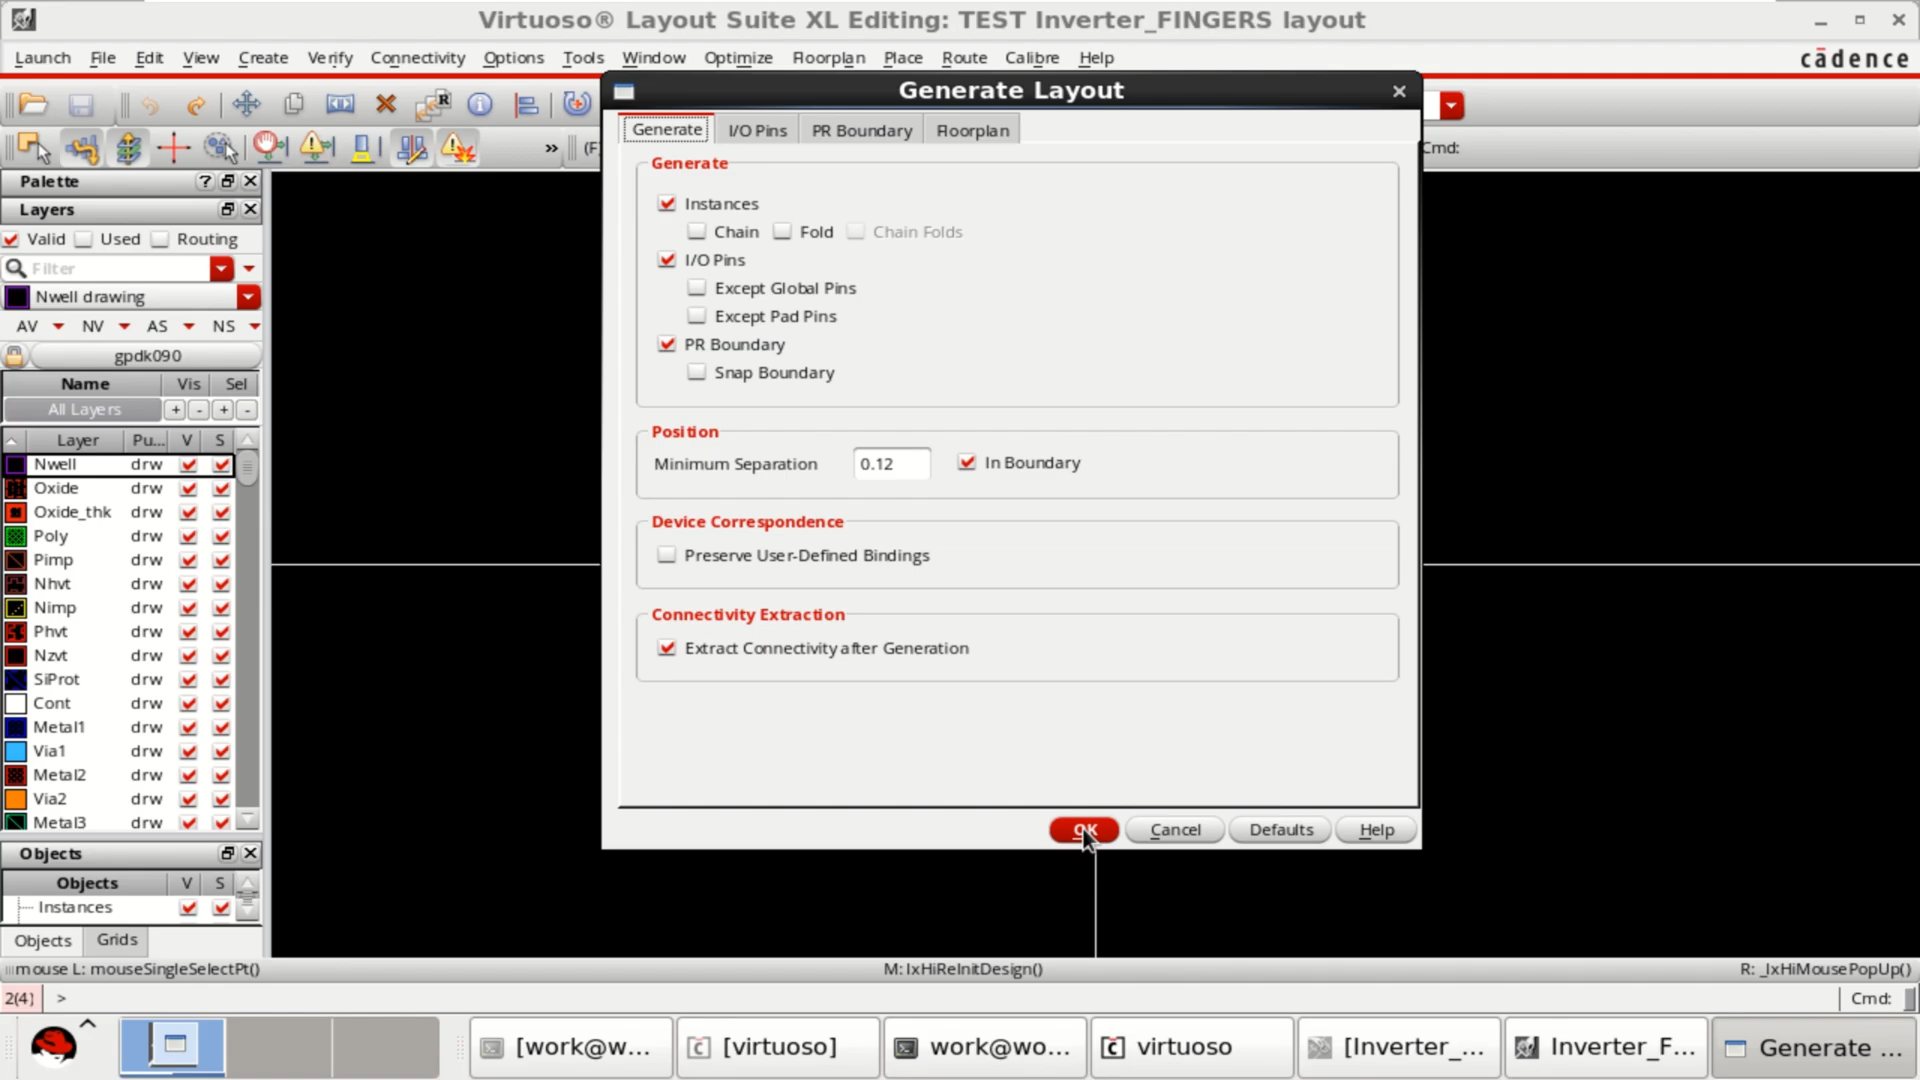 Virtuoso® Layout Suite XL Editing: TEST Inverter_FINGERS layout
Launch File Edit View Create Verify Connectivity Options Tools Window Optimize Floorplan Place Route Calibre Help
cādence
Generate Layout
R
Generate I/O Pins PR Boundary Floorplan
» (F
Cmd:
Palette
?
Layers
Valid Used Routing
Filter
Nwell drawing
AV NV AS NS
gpdk090
Name Vis Sel
All Layers + - + -
Layer Pu... V S
Nwell drw
Oxide drw
Oxide_thk drw
Poly drw
Pimp drw
Nhvt drw
Nimp drw
Phvt drw
Nzvt drw
SiProt drw
Cont drw
Metal1 drw
Via1 drw
Metal2 drw
Via2 drw
Metal3 drw
Objects
Objects V S
Instances
Objects Grids
Generate
Instances
Chain Fold Chain Folds
I/O Pins
Except Global Pins
Except Pad Pins
PR Boundary
Snap Boundary
Position
Minimum Separation 0.12 In Boundary
Device Correspondence
Preserve User-Defined Bindings
Connectivity Extraction
Extract Connectivity after Generation
OK Cancel Defaults Help
mouse L: mouseSingleSelectPt() M: lxHiReInitDesign() R: _lxHiMousePopUp()
2(4) > Cmd:
[work@w... [virtuoso] work@wo... virtuoso [Inverter_... Inverter_F... Generate ...